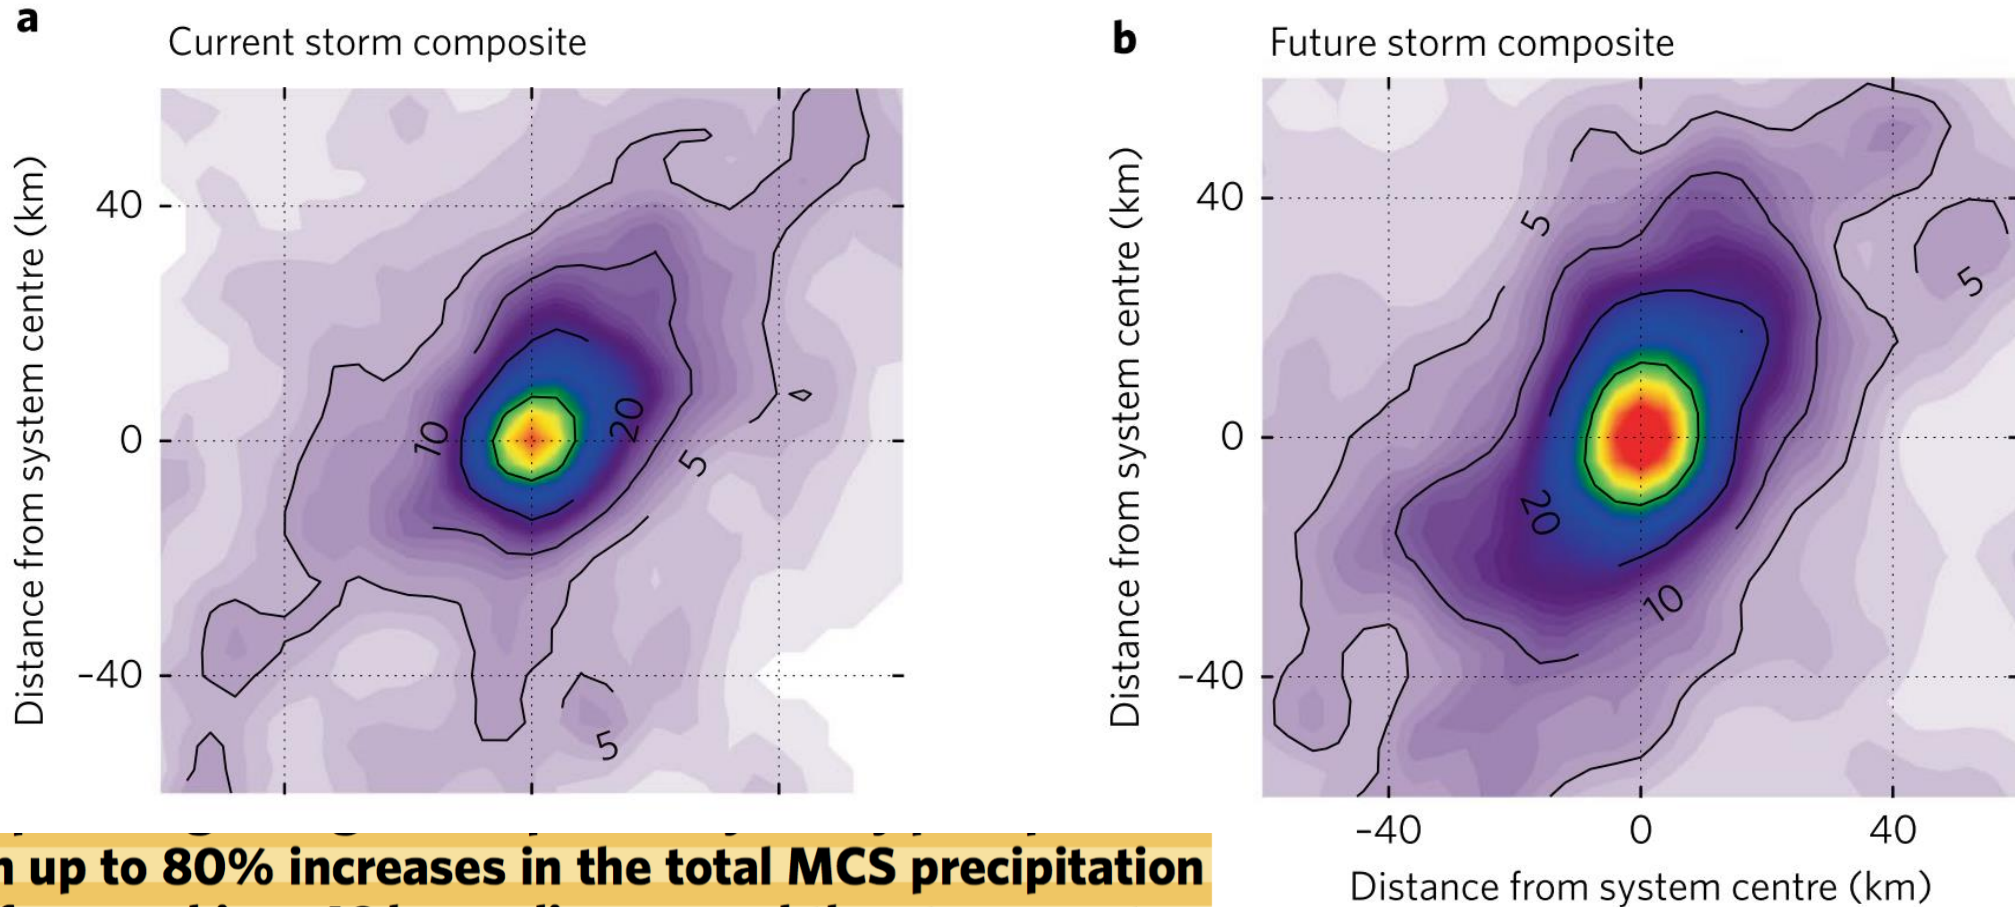 a
Current storm composite
Distance from system centre (km)
40
0
−40
10
20
5
5
b
Future storm composite
Distance from system centre (km)
40
0
−40
5
5
20
10
−40
0
40
Distance from system centre (km)
up to 80% increases in the total MCS precipitation